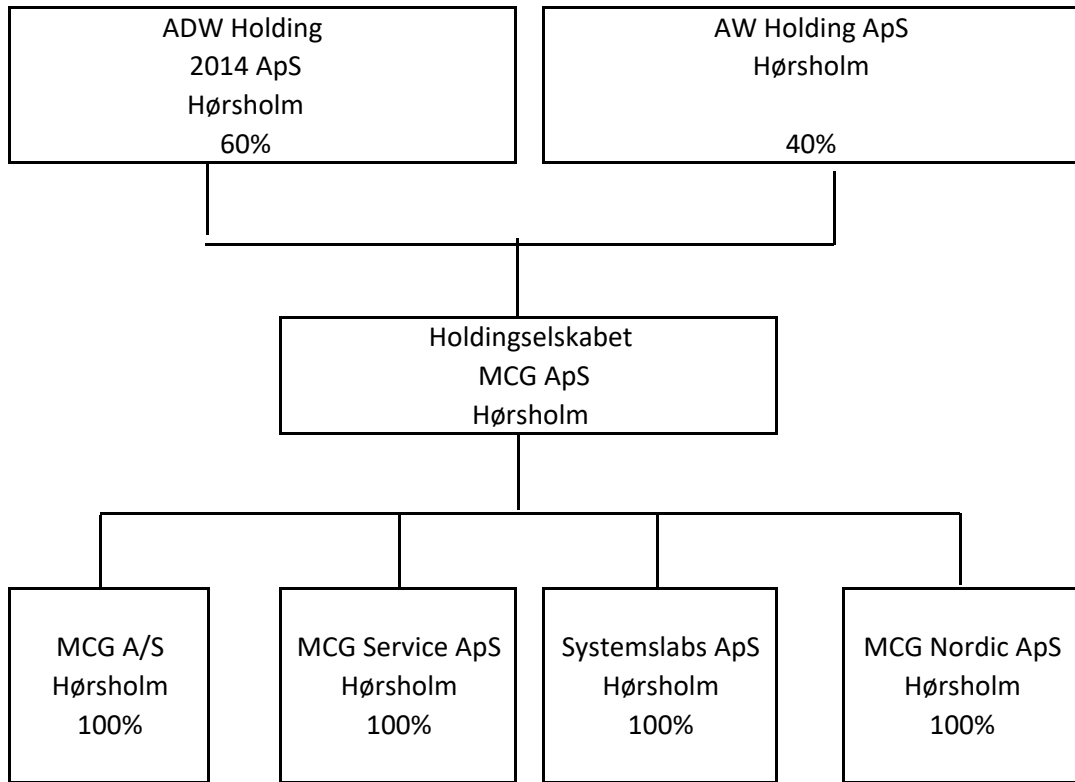 ADW Holding
2014 ApS
Hørsholm
60%
AW Holding ApS
Hørsholm
40%
Holdingselskabet
MCG ApS
Hørsholm
MCG A/S
Hørsholm
100%
MCG Service ApS
Hørsholm
100%
Systemslabs ApS
Hørsholm
100%
MCG Nordic ApS
Hørsholm
100%